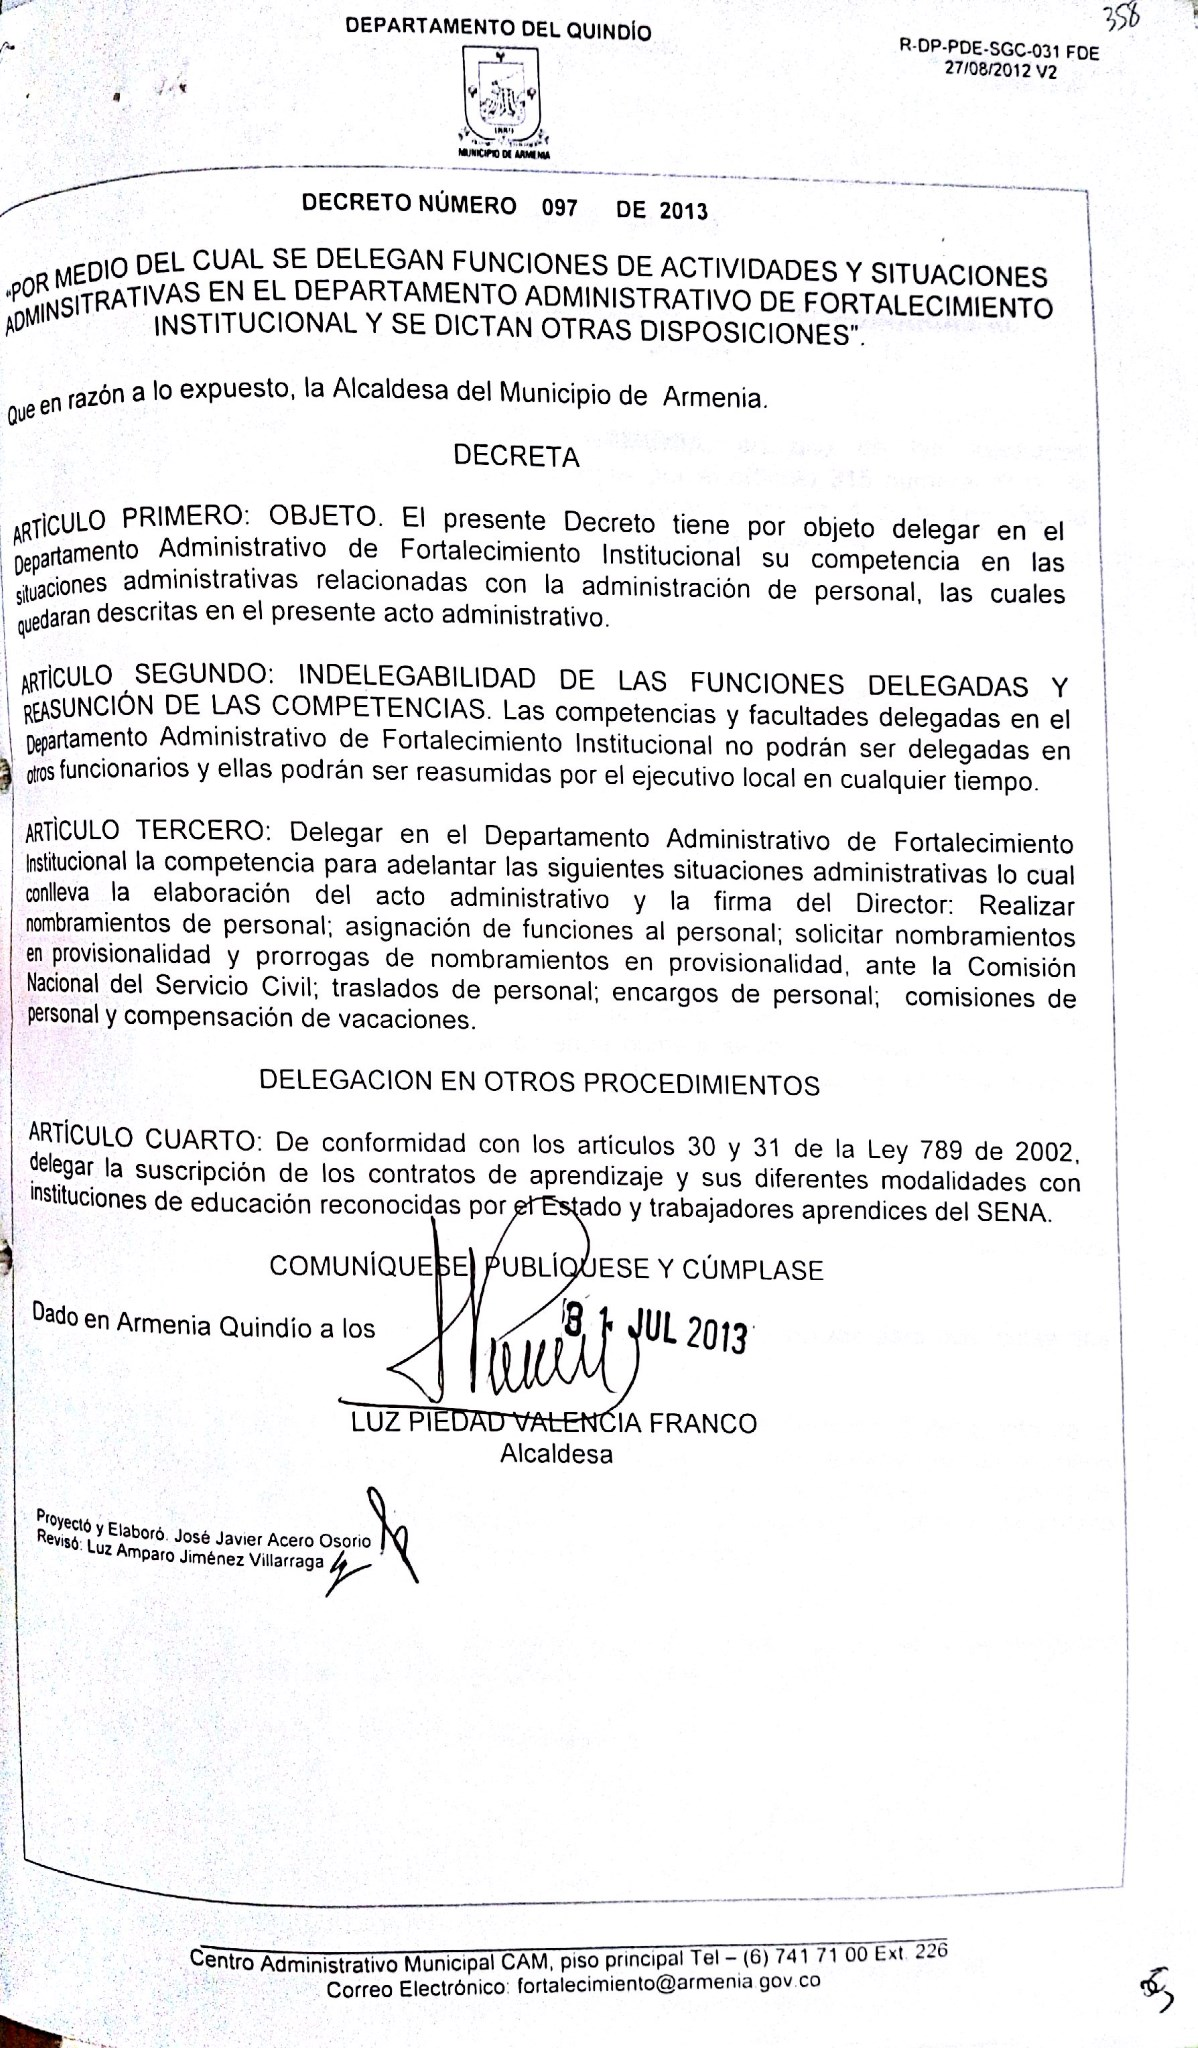 358
DEPARTAMENTO DEL QUINDÍO
R-DP-PDE-SGC-031 FDE
27/08/2012 V2
MUNICIPIO DE ARMENIA
DECRETO NÚMERO 097 DE 2013
"POR MEDIO DEL CUAL SE DELEGAN FUNCIONES DE ACTIVIDADES Y SITUACIONES
ADMINSITRATIVAS EN EL DEPARTAMENTO ADMINISTRATIVO DE FORTALECIMIENTO
INSTITUCIONAL Y SE DICTAN OTRAS DISPOSICIONES".
Que en razón a lo expuesto, la Alcaldesa del Municipio de Armenia.
DECRETA
ARTÌCULO PRIMERO: OBJETO. El presente Decreto tiene por objeto delegar en el
Departamento Administrativo de Fortalecimiento Institucional su competencia en las
situaciones administrativas relacionadas con la administración de personal, las cuales
quedaran descritas en el presente acto administrativo.
ARTÌCULO SEGUNDO: INDELEGABILIDAD DE LAS FUNCIONES DELEGADAS Y
REASUNCIÓN DE LAS COMPETENCIAS. Las competencias y facultades delegadas en el
Departamento Administrativo de Fortalecimiento Institucional no podrán ser delegadas en
otros funcionarios y ellas podrán ser reasumidas por el ejecutivo local en cualquier tiempo.
ARTÌCULO TERCERO: Delegar en el Departamento Administrativo de Fortalecimiento
Institucional la competencia para adelantar las siguientes situaciones administrativas lo cual
conlleva la elaboración del acto administrativo y la firma del Director: Realizar
nombramientos de personal; asignación de funciones al personal; solicitar nombramientos
en provisionalidad y prorrogas de nombramientos en provisionalidad, ante la Comisión
Nacional del Servicio Civil; traslados de personal; encargos de personal; comisiones de
personal y compensación de vacaciones.
DELEGACION EN OTROS PROCEDIMIENTOS
ARTÍCULO CUARTO: De conformidad con los artículos 30 y 31 de la Ley 789 de 2002,
delegar la suscripción de los contratos de aprendizaje y sus diferentes modalidades con
instituciones de educación reconocidas por el Estado y trabajadores aprendices del SENA.
COMUNÍQUESE, PUBLÍQUESE Y CÚMPLASE
Dado en Armenia Quindío a los 31 JUL 2013
LUZ PIEDAD VALENCIA FRANCO
Alcaldesa
Proyectó y Elaboró. José Javier Acero Osorio
Revisó: Luz Amparo Jiménez Villarraga
Centro Administrativo Municipal CAM, piso principal Tel – (6) 741 71 00 Ext. 226
Correo Electrónico: fortalecimiento@armenia.gov.co